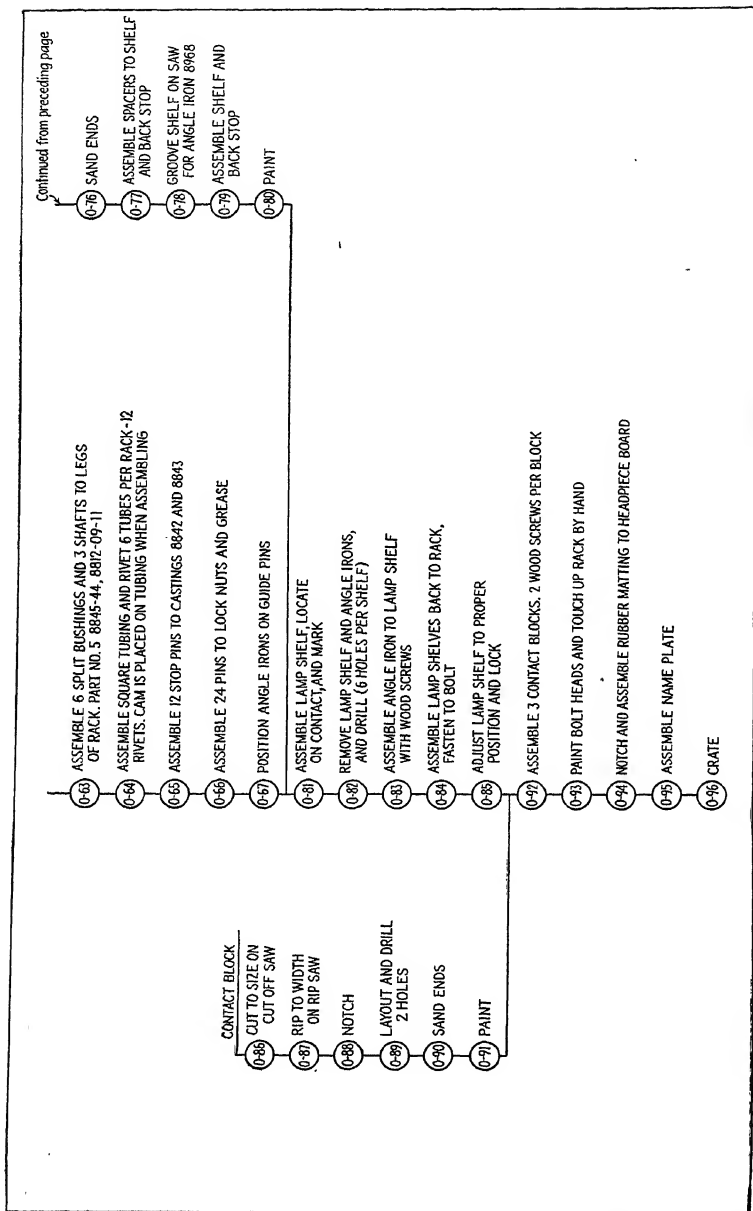 Continued from preceding page
0-76 SAND ENDS
0-77 ASSEMBLE SPACERS TO SHELF
AND BACK STOP
0-78 GROOVE SHELF ON SAW
FOR ANGLE IRON 8968
0-79 ASSEMBLE SHELF AND
BACK STOP
0-80 PAINT
0-63 ASSEMBLE 6 SPLIT BUSHINGS AND 3 SHAFTS TO LEGS
OF RACK. PART NO. 5 8845-44, 8812-09-11
0-64 ASSEMBLE SQUARE TUBING AND RIVET 6 TUBES PER RACK-12
RIVETS. CAM IS PLACED ON TUBING WHEN ASSEMBLING
0-65 ASSEMBLE 12 STOP PINS TO CASTINGS 8842 AND 8843
0-66 ASSEMBLE 24 PINS TO LOCK NUTS AND GREASE
0-67 POSITION ANGLE IRONS ON GUIDE PINS
0-81 ASSEMBLE LAMP SHELF, LOCATE
ON CONTACT, AND MARK
0-82 REMOVE LAMP SHELF AND ANGLE IRONS,
AND DRILL (6 HOLES PER SHELF)
0-83 ASSEMBLE ANGLE IRON TO LAMP SHELF
WITH WOOD SCREWS
0-84 ASSEMBLE LAMP SHELVES BACK TO RACK,
FASTEN TO BOLT
0-85 ADJUST LAMP SHELF TO PROPER
POSITION AND LOCK
CONTACT BLOCK
0-86 CUT TO SIZE ON
CUT OFF SAW
0-87 RIP TO WIDTH
ON RIP SAW
0-88 NOTCH
0-89 LAYOUT AND DRILL
2 HOLES
0-90 SAND ENDS
0-91 PAINT
0-92 ASSEMBLE 3 CONTACT BLOCKS, 2 WOOD SCREWS PER BLOCK
0-93 PAINT BOLT HEADS AND TOUCH UP RACK BY HAND
0-94 NOTCH AND ASSEMBLE RUBBER MATTING TO HEADPIECE BOARD
0-95 ASSEMBLE NAME PLATE
0-96 CRATE